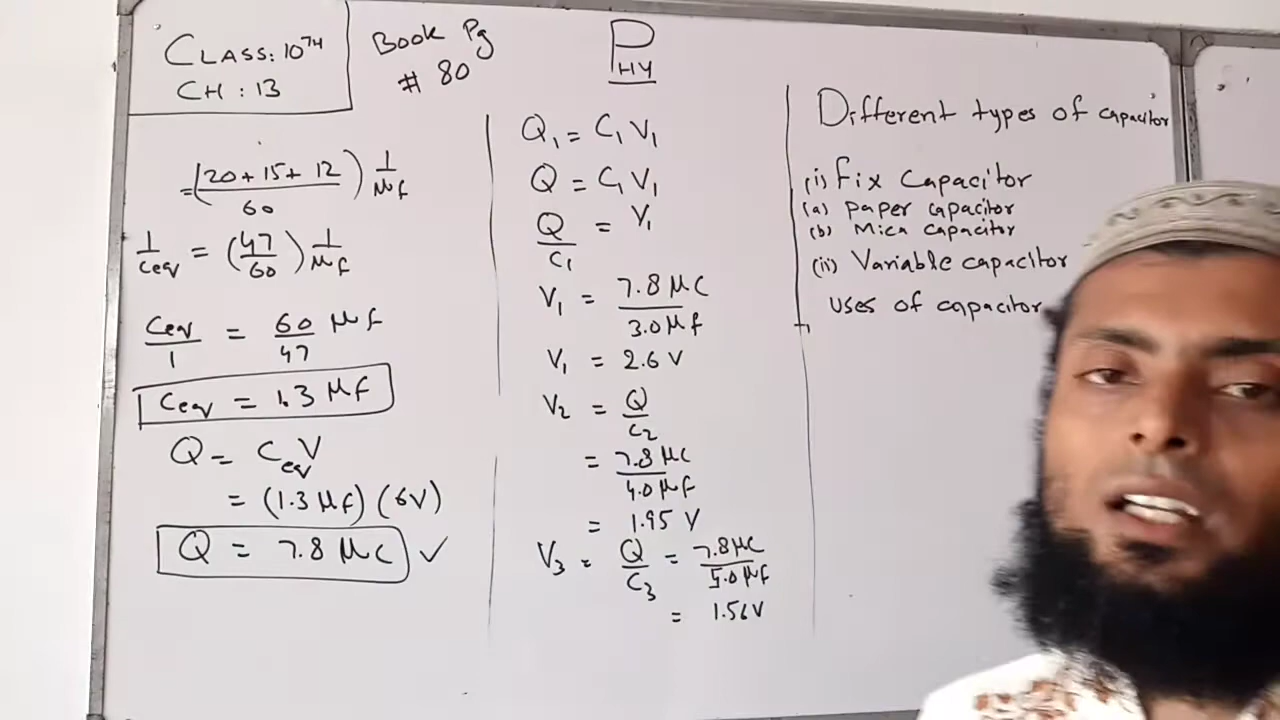 CLASS: 10TH
CH : 13
Book Pg
# 80
PHY
= (20 + 15 + 12 / 60) 1/μf
1/Ceq = (47/60) 1/μf
Ceq/1 = 60/47 μf
Ceq = 1.3 μf
Q = CeqV
= (1.3 μf) (6V)
Q = 7.8 μC ✓
Q1 = C1 V1
Q = C1 V1
Q/C1 = V1
V1 = 7.8 μC / 3.0 μf
V1 = 2.6 V
V2 = Q/C2
= 7.8 μC / 4.0 μf
= 1.95 V
V3 = Q/C3 = 7.8 μC / 5.0 μf
= 1.56V
Different types of capacitor
(i) fix capacitor
(a) paper capacitor
(b) Mica capacitor
(ii) Variable capacitor
uses of capacitor